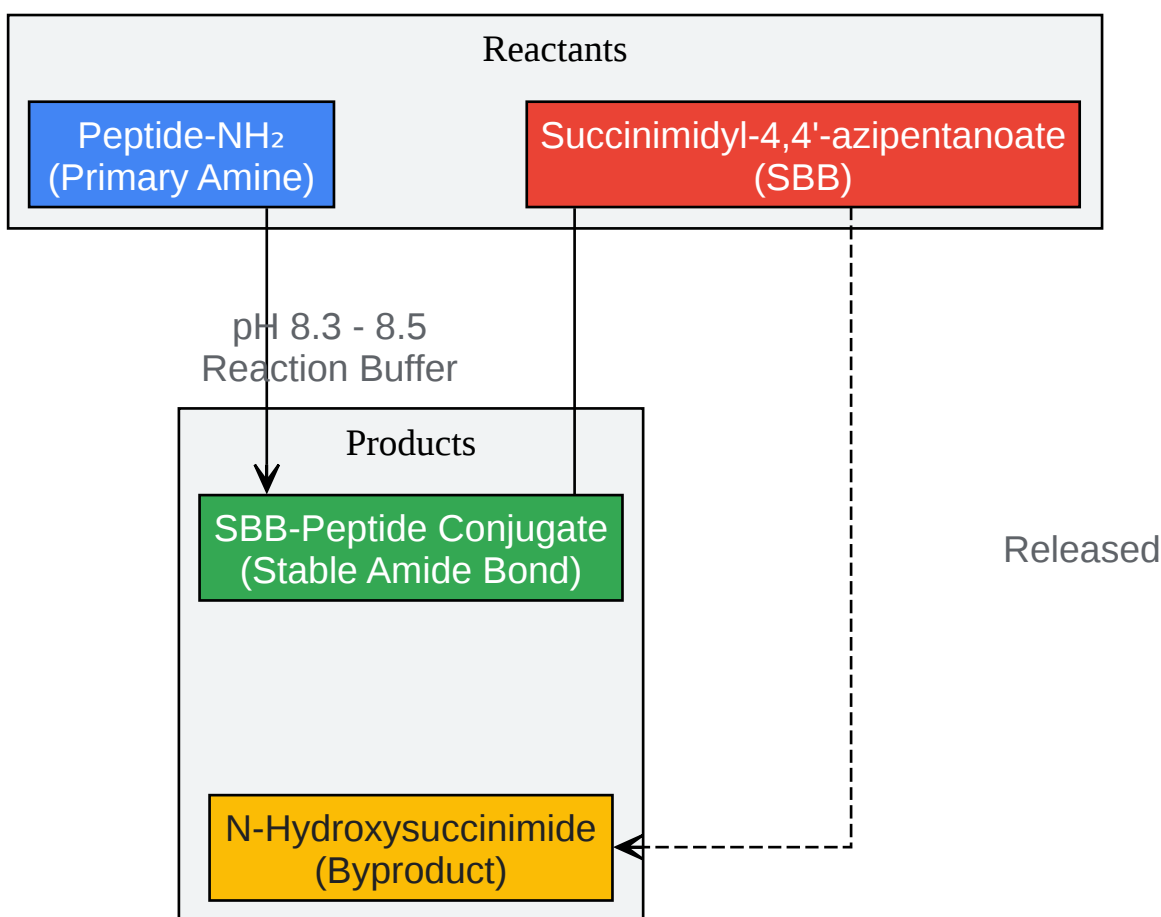 Reactants
Peptide-NH₂
(Primary Amine)
Succinimidyl-4,4'-azipentanoate
(SBB)
pH 8.3 - 8.5
Reaction Buffer
Products
SBB-Peptide Conjugate
(Stable Amide Bond)
Released
N-Hydroxysuccinimide
(Byproduct)